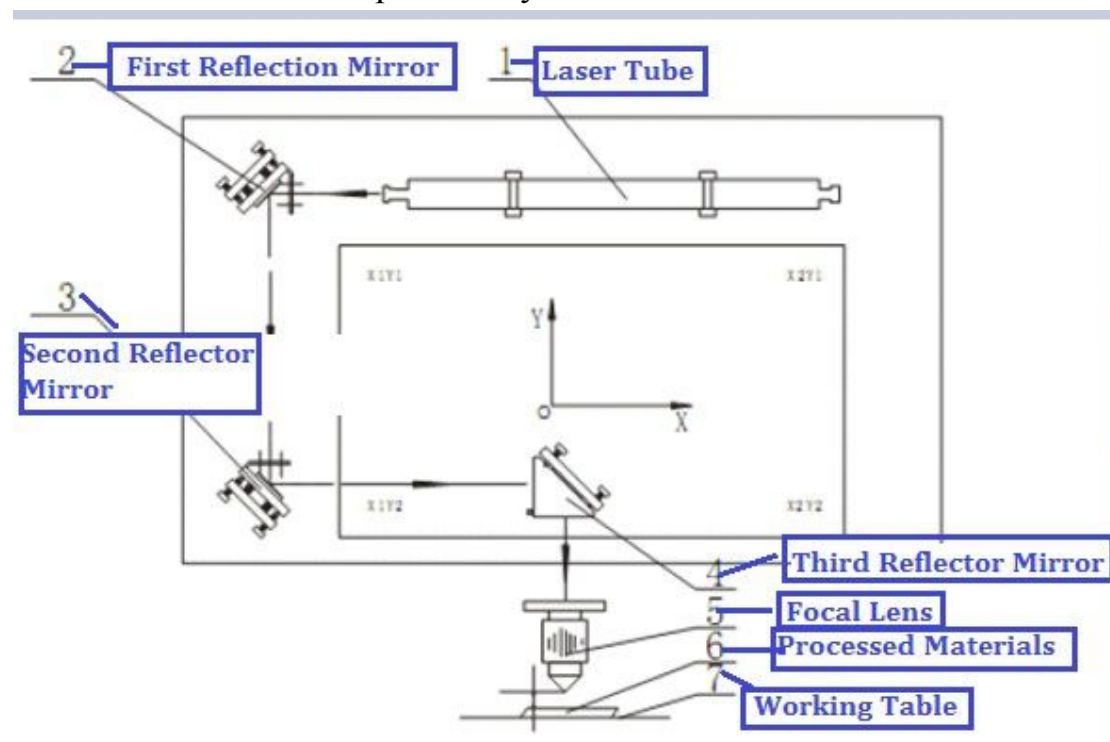 2 First Reflection Mirror
1 Laser Tube
X1Y1
X2Y1
3
Second Reflector
Mirror
Y
O
X
X1Y2
X2Y2
4 Third Reflector Mirror
5 Focal Lens
6 Processed Materials
7 Working Table